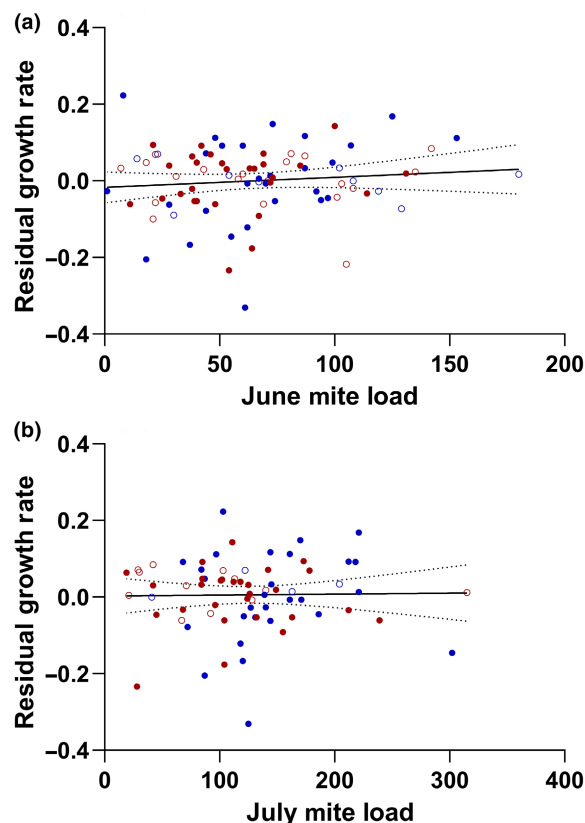 (a)
0.4
0.2
0.0
−0.2
−0.4
Residual growth rate
0 50 100 150 200
June mite load
(b)
0.4
0.2
0.0
−0.2
−0.4
Residual growth rate
0 100 200 300 400
July mite load